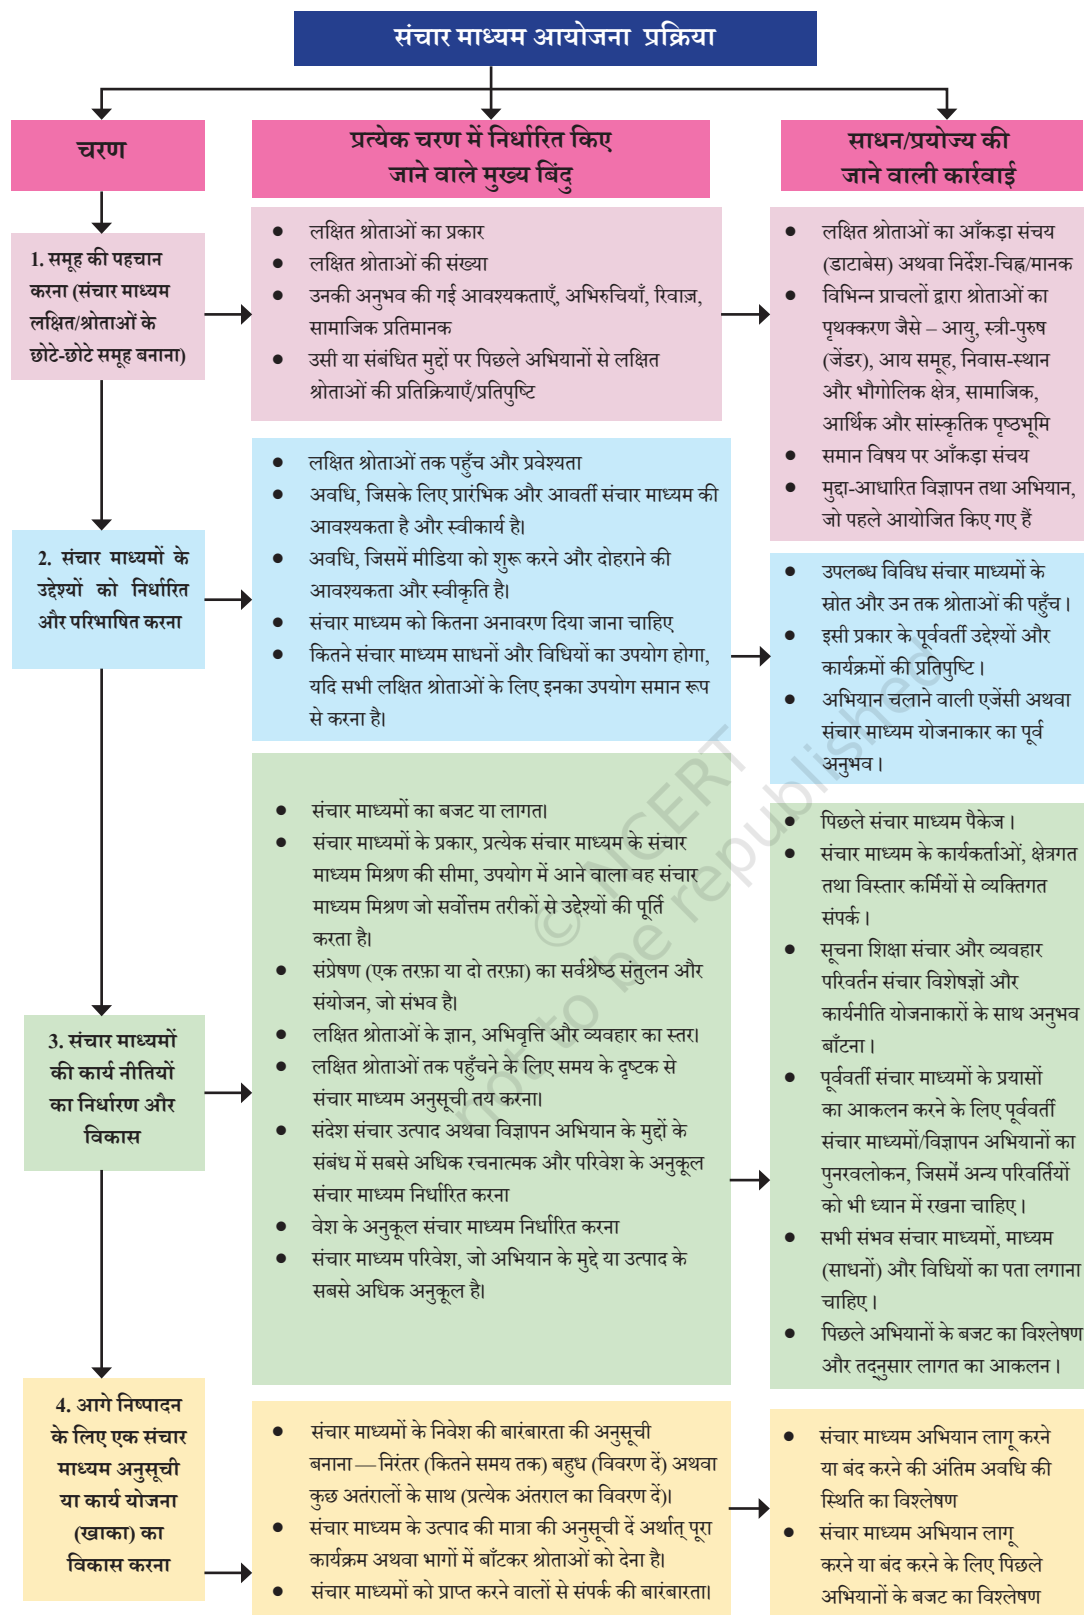 संचार माध्यम आयोजना प्रक्रिया
चरण
प्रत्येक चरण में निर्धारित किए
जाने वाले मुख्य बिंदु
साधन/प्रयोज्य की
जाने वाली कार्रवाई
1. समूह की पहचान
करना (संचार माध्यम
लक्षित/श्रोताओं के
छोटे-छोटे समूह बनाना)
● लक्षित श्रोताओं का प्रकार
● लक्षित श्रोताओं की संख्या
● उनकी अनुभव की गई आवश्यकताएँ, अभिरुचियाँ, रिवाज़,
सामाजिक प्रतिमानक
● उसी या संबंधित मुद्दों पर पिछले अभियानों से लक्षित
श्रोताओं की प्रतिक्रियाएँ/प्रतिपुष्टि
● लक्षित श्रोताओं का आँकड़ा संचय
(डाटाबेस) अथवा निर्देश-चिह्न/मानक
● विभिन्न प्राचलों द्वारा श्रोताओं का
पृथक्करण जैसे – आयु, स्त्री-पुरुष
(जेंडर), आय समूह, निवास-स्थान
और भौगोलिक क्षेत्र, सामाजिक,
आर्थिक और सांस्कृतिक पृष्ठभूमि
● समान विषय पर आँकड़ा संचय
● मुद्दा-आधारित विज्ञापन तथा अभियान,
जो पहले आयोजित किए गए हैं
2. संचार माध्यमों के
उद्देश्यों को निर्धारित
और परिभाषित करना
● लक्षित श्रोताओं तक पहुँच और प्रवेश्यता
● अवधि, जिसके लिए प्रारंभिक और आवर्ती संचार माध्यम की
आवश्यकता है और स्वीकार्य है।
● अवधि, जिसमें मीडिया को शुरू करने और दोहराने की
आवश्यकता और स्वीकृति है।
● संचार माध्यम को कितना अनावरण दिया जाना चाहिए
● कितने संचार माध्यम साधनों और विधियों का उपयोग होगा,
यदि सभी लक्षित श्रोताओं के लिए इनका उपयोग समान रूप
से करना है।
● उपलब्ध विविध संचार माध्यमों के
स्रोत और उन तक श्रोताओं की पहुँच।
● इसी प्रकार के पूर्ववर्ती उद्देश्यों और
कार्यक्रमों की प्रतिपुष्टि।
● अभियान चलाने वाली एजेंसी अथवा
संचार माध्यम योजनाकार का पूर्व
अनुभव।
3. संचार माध्यमों
की कार्य नीतियों
का निर्धारण और
विकास
● संचार माध्यमों का बजट या लागत।
● संचार माध्यमों के प्रकार, प्रत्येक संचार माध्यम के संचार
माध्यम मिश्रण की सीमा, उपयोग में आने वाला वह संचार
माध्यम मिश्रण जो सर्वोत्तम तरीकों से उद्देश्यों की पूर्ति
करता है।
● संप्रेषण (एक तरफ़ा या दो तरफ़ा) का सर्वश्रेष्ठ संतुलन और
संयोजन, जो संभव है।
● लक्षित श्रोताओं के ज्ञान, अभिवृत्ति और व्यवहार का स्तर।
● लक्षित श्रोताओं तक पहुँचने के लिए समय के दृष्टक से
संचार माध्यम अनुसूची तय करना।
● संदेश संचार उत्पाद अथवा विज्ञापन अभियान के मुद्दों के
संबंध में सबसे अधिक रचनात्मक और परिवेश के अनुकूल
संचार माध्यम निर्धारित करना
● वेश के अनुकूल संचार माध्यम निर्धारित करना
● संचार माध्यम परिवेश, जो अभियान के मुद्दे या उत्पाद के
सबसे अधिक अनुकूल है।
● पिछले संचार माध्यम पैकेज।
● संचार माध्यम के कार्यकर्ताओं, क्षेत्रगत
तथा विस्तार कर्मियों से व्यक्तिगत
संपर्क।
● सूचना शिक्षा संचार और व्यवहार
परिवर्तन संचार विशेषज्ञों और
कार्यनीति योजनाकारों के साथ अनुभव
बाँटना।
● पूर्ववर्ती संचार माध्यमों के प्रयासों
का आकलन करने के लिए पूर्ववर्ती
संचार माध्यमों/विज्ञापन अभियानों का
पुनरवलोकन, जिसमें अन्य परिवर्तियों
को भी ध्यान में रखना चाहिए।
● सभी संभव संचार माध्यमों, माध्यम
(साधनों) और विधियों का पता लगाना
चाहिए।
● पिछले अभियानों के बजट का विश्लेषण
और तद्नुसार लागत का आकलन।
4. आगे निष्पादन
के लिए एक संचार
माध्यम अनुसूची
या कार्य योजना
(खाका) का
विकास करना
● संचार माध्यमों के निवेश की बारंबारता की अनुसूची
बनाना — निरंतर (कितने समय तक) बहुध (विवरण दें) अथवा
कुछ अतंरालों के साथ (प्रत्येक अंतराल का विवरण दें)।
● संचार माध्यम के उत्पाद की मात्रा की अनुसूची दें अर्थात् पूरा
कार्यक्रम अथवा भागों में बाँटकर श्रोताओं को देना है।
● संचार माध्यमों को प्राप्त करने वालों से संपर्क की बारंबारता।
● संचार माध्यम अभियान लागू करने
या बंद करने की अंतिम अवधि की
स्थिति का विश्लेषण
● संचार माध्यम अभियान लागू
करने या बंद करने के लिए पिछले
अभियानों के बजट का विश्लेषण
© NCERT
not to be republished